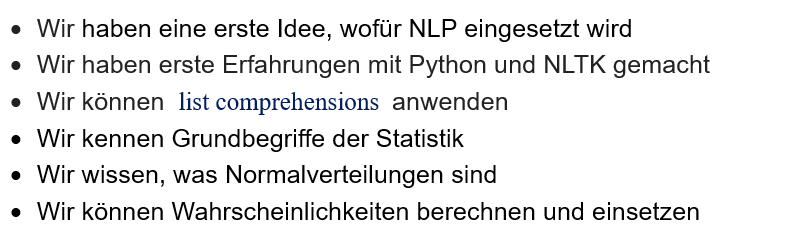 • Wir haben eine erste Idee, wofür NLP eingesetzt wird
• Wir haben erste Erfahrungen mit Python und NLTK gemacht
• Wir können list comprehensions anwenden
• Wir kennen Grundbegriffe der Statistik
• Wir wissen, was Normalverteilungen sind
• Wir können Wahrscheinlichkeiten berechnen und einsetzen